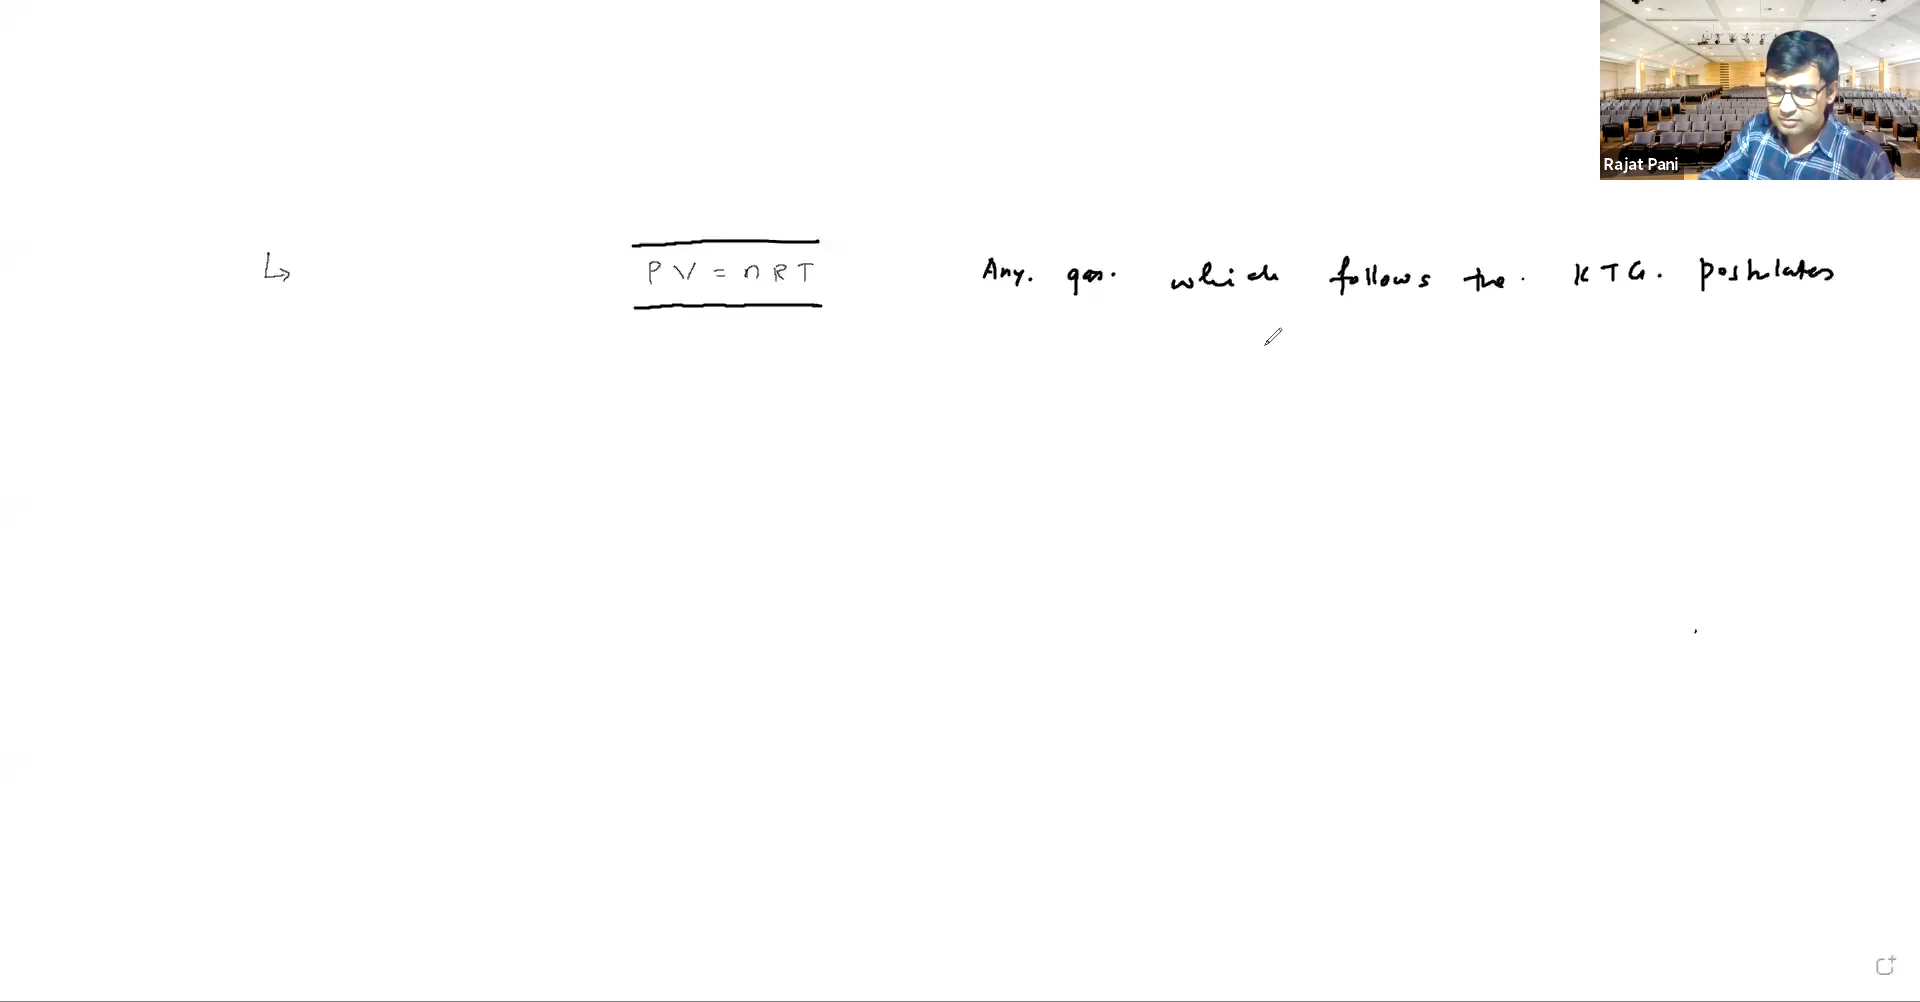 Rajat Pani
↳ PV = nRT Any. gas. which follows the. KTG. postulates